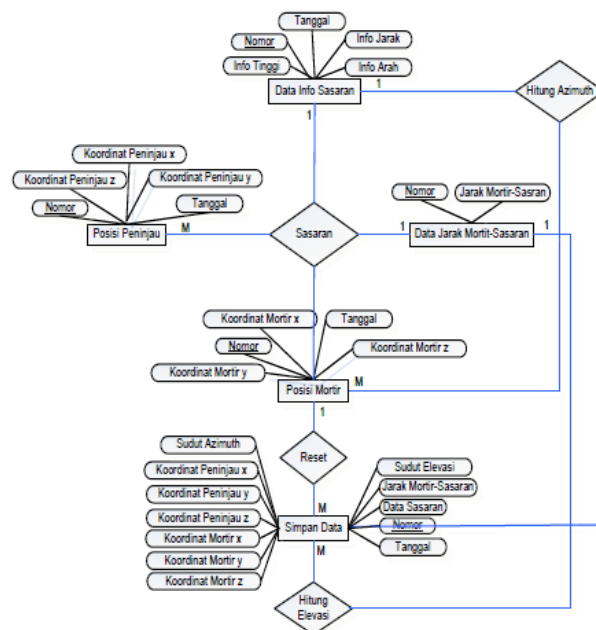 Tanggal
Nomor
Info Jarak
Info Tinggi
Info Arah
Data Info Sasaran
1
1
Hitung Azimuth
Koordinat Peninjau x
Koordinat Peninjau z
Koordinat Peninjau y
Nomor
Tanggal
Posisi Peninjau
M
Sasaran
Nomor
Jarak Mortir-Sasran
1
Data Jarak Mortit-Sasaran
1
Koordinat Mortir x
Tanggal
Nomor
Koordinat Mortir z
Koordinat Mortir y
Posisi Mortir
M
1
Reset
Sudut Azimuth
Koordinat Peninjau x
Koordinat Peninjau y
Koordinat Peninjau z
Koordinat Mortir x
Koordinat Mortir y
Koordinat Mortir z
M
Simpan Data
M
Sudut Elevasi
Jarak Mortir-Sasaran
Data Sasaran
Nomor
Tanggal
Hitung
Elevasi